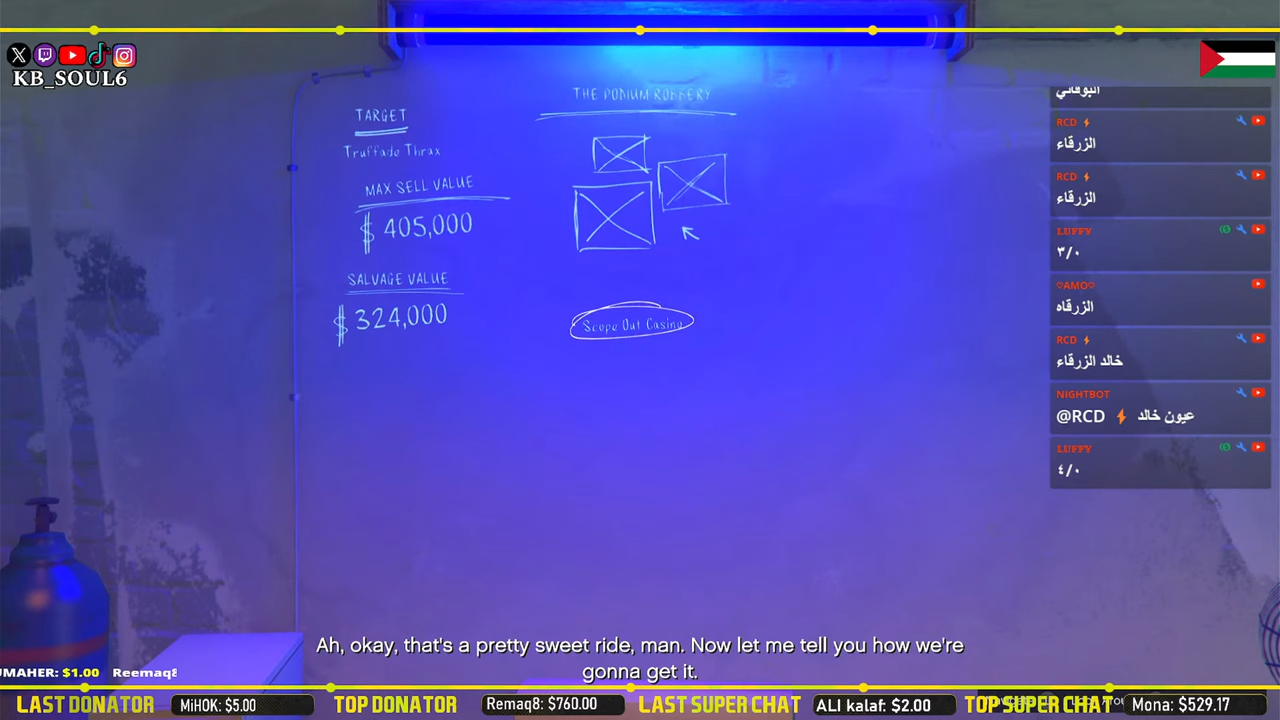 KB_SOUL6
TARGET
Truffade Thrax
MAX SELL VALUE
$ 405,000
SALVAGE VALUE
$ 324,000
THE PODIUM ROBBERY
Scope Out Casino
RCD
الزرقاء
RCD
الزرقاء
LUFFY
٣/٠
♡AMO♡
الزرقاه
RCD
خالد الزرقاء
NIGHTBOT
@RCD ⚡ عيون خالد
LUFFY
٤/٠
Ah, okay, that's a pretty sweet ride, man. Now let me tell you how we're
gonna get it.
UMAHER: $1.00 Reemaq8
LAST DONATOR MiHOK: $5.00 TOP DONATOR Remaq8: $760.00 LAST SUPER CHAT ALI kalaf: $2.00 TOP SUPER CHAT Mona: $529.17